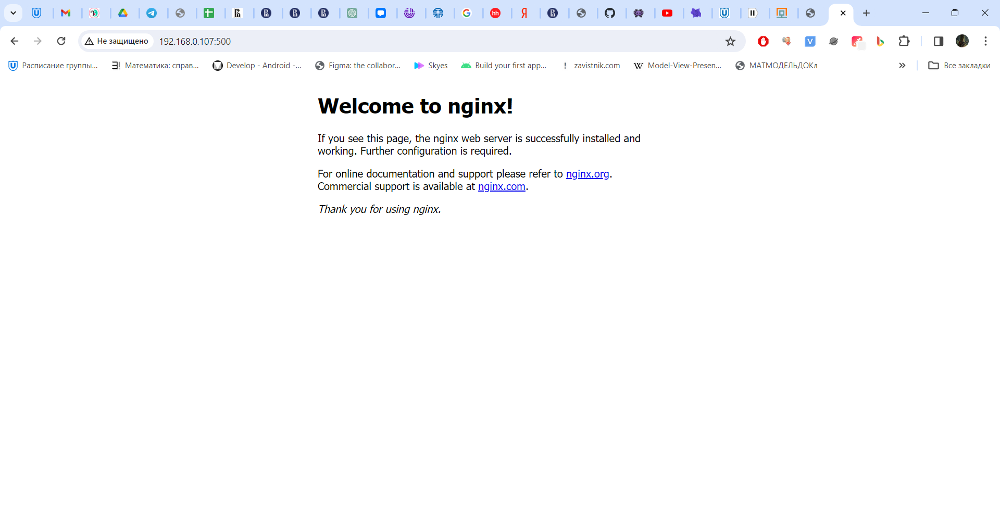 Не защищено
192.168.0.107:500
Расписание группы...
Математика: справ...
Develop - Android -...
Figma: the collabor...
Skyes
Build your first app...
zavistnik.com
Model-View-Presen...
МАТМОДЕЛЬДОКл
Все закладки
Welcome to nginx!
If you see this page, the nginx web server is successfully installed and
working. Further configuration is required.
For online documentation and support please refer to nginx.org.
Commercial support is available at nginx.com.
Thank you for using nginx.